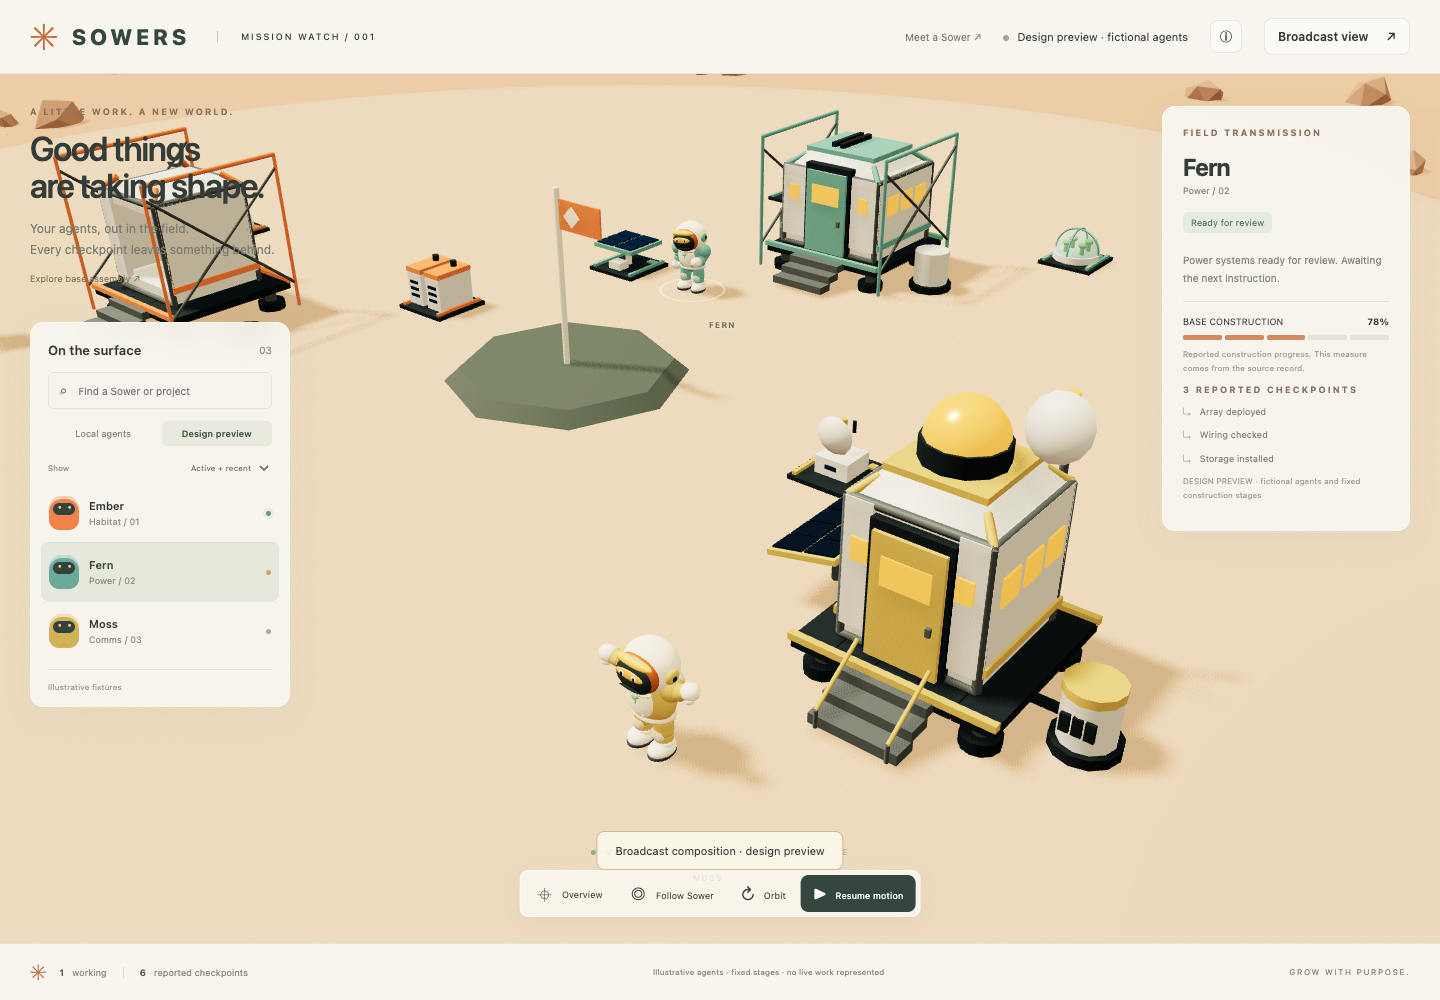 SOWERS
MISSION WATCH / 001
Meet a Sower ↗
Design preview · fictional agents
Broadcast view ↗
A LITTLE WORK. A NEW WORLD.
Good things
are taking shape.
Your agents, out in the field.
Every checkpoint leaves something behind.
Explore base assembly ↗
On the surface 03
Find a Sower or project
Local agents
Design preview
Show
Active + recent
Ember
Habitat / 01
Fern
Power / 02
Moss
Comms / 03
Illustrative fixtures
FERN
FIELD TRANSMISSION
Fern
Power / 02
Ready for review
Power systems ready for review. Awaiting
the next instruction.
BASE CONSTRUCTION 78%
Reported construction progress. This measure
comes from the source record.
3 REPORTED CHECKPOINTS
Array deployed
Wiring checked
Storage installed
DESIGN PREVIEW · fictional agents and fixed
construction stages
Broadcast composition · design preview
MOSS
Overview
Follow Sower
Orbit
Resume motion
1 working
6 reported checkpoints
Illustrative agents · fixed stages · no live work represented
GROW WITH PURPOSE.